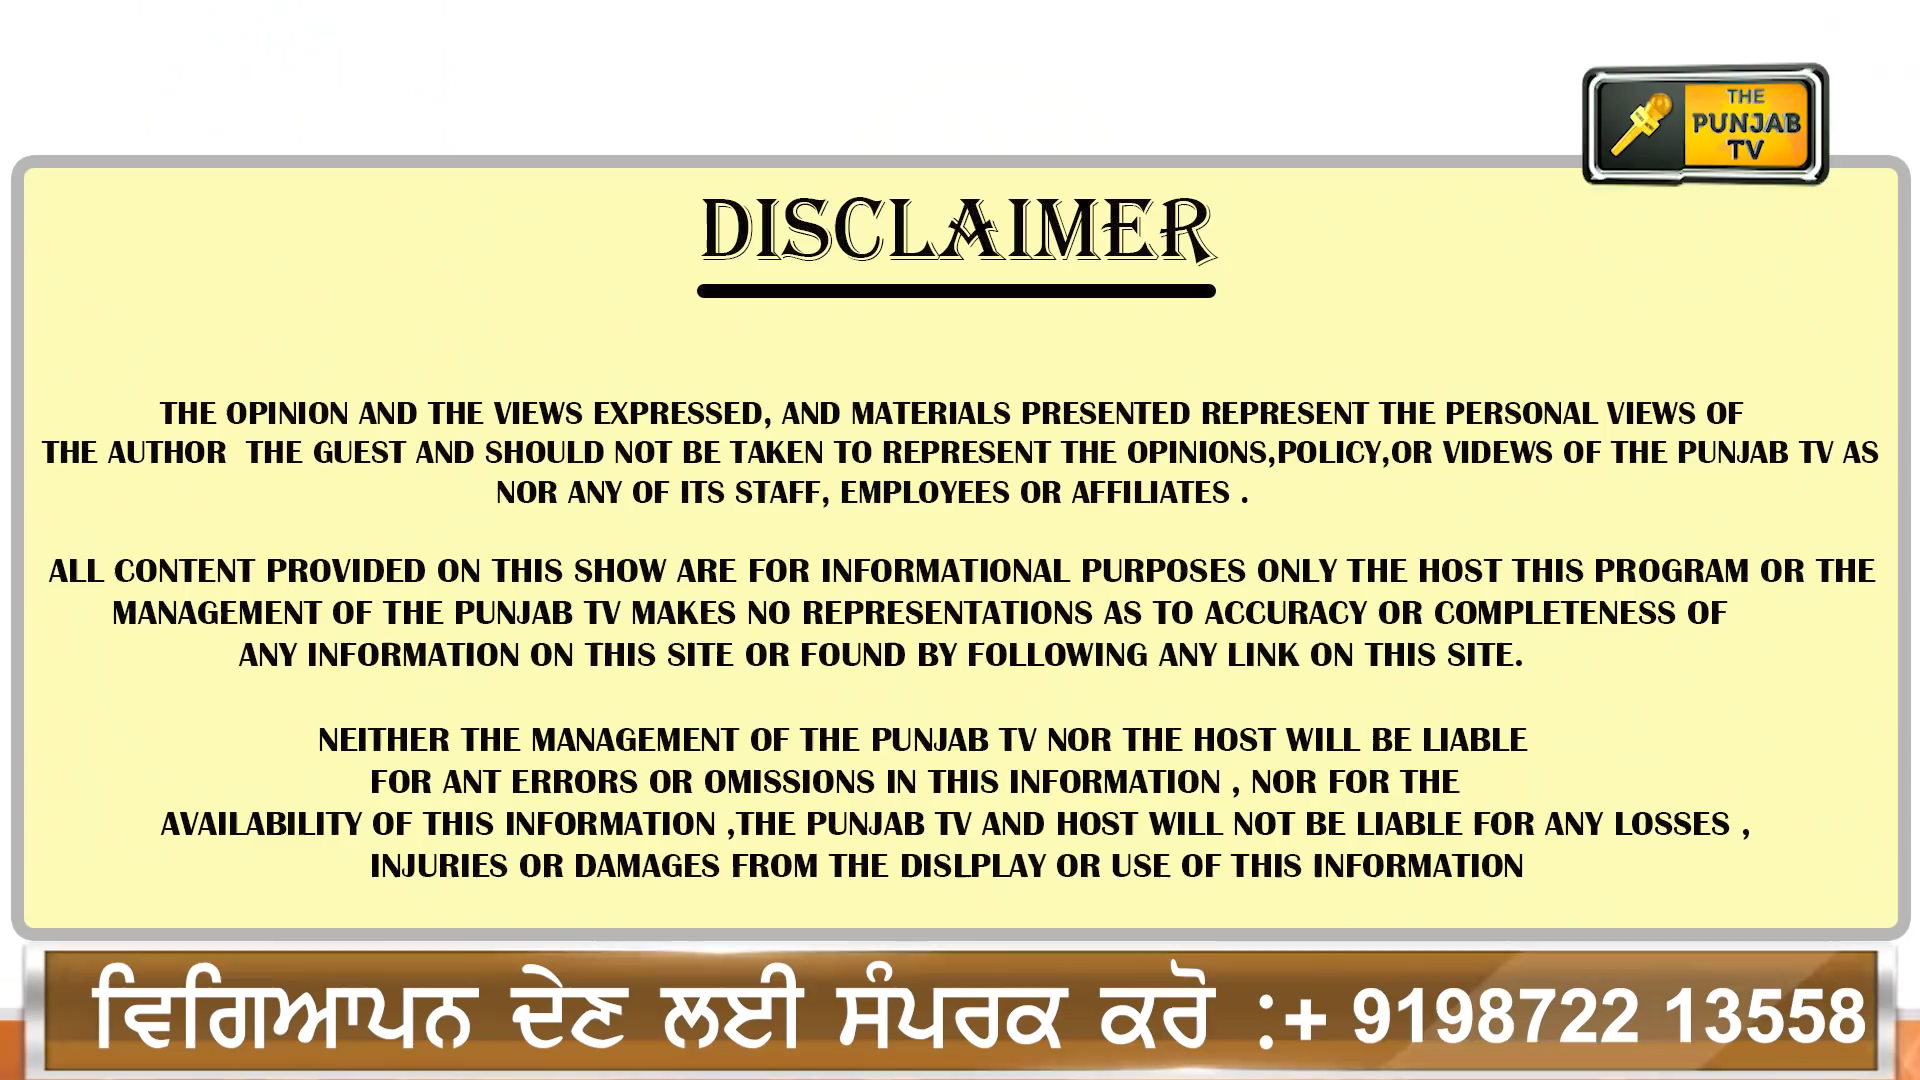 THE
PUNJAB
TV
DISCLAIMER
THE OPINION AND THE VIEWS EXPRESSED, AND MATERIALS PRESENTED REPRESENT THE PERSONAL VIEWS OF
THE AUTHOR  THE GUEST AND SHOULD NOT BE TAKEN TO REPRESENT THE OPINIONS,POLICY,OR VIDEWS OF THE PUNJAB TV AS
NOR ANY OF ITS STAFF, EMPLOYEES OR AFFILIATES .
ALL CONTENT PROVIDED ON THIS SHOW ARE FOR INFORMATIONAL PURPOSES ONLY THE HOST THIS PROGRAM OR THE
MANAGEMENT OF THE PUNJAB TV MAKES NO REPRESENTATIONS AS TO ACCURACY OR COMPLETENESS OF
ANY INFORMATION ON THIS SITE OR FOUND BY FOLLOWING ANY LINK ON THIS SITE.
NEITHER THE MANAGEMENT OF THE PUNJAB TV NOR THE HOST WILL BE LIABLE
FOR ANT ERRORS OR OMISSIONS IN THIS INFORMATION , NOR FOR THE
AVAILABILITY OF THIS INFORMATION ,THE PUNJAB TV AND HOST WILL NOT BE LIABLE FOR ANY LOSSES ,
INJURIES OR DAMAGES FROM THE DISLPLAY OR USE OF THIS INFORMATION
ਵਿਗਿਆਪਨ ਦੇਣ ਲਈ ਸੰਪਰਕ ਕਰੋ :+ 9198722 13558